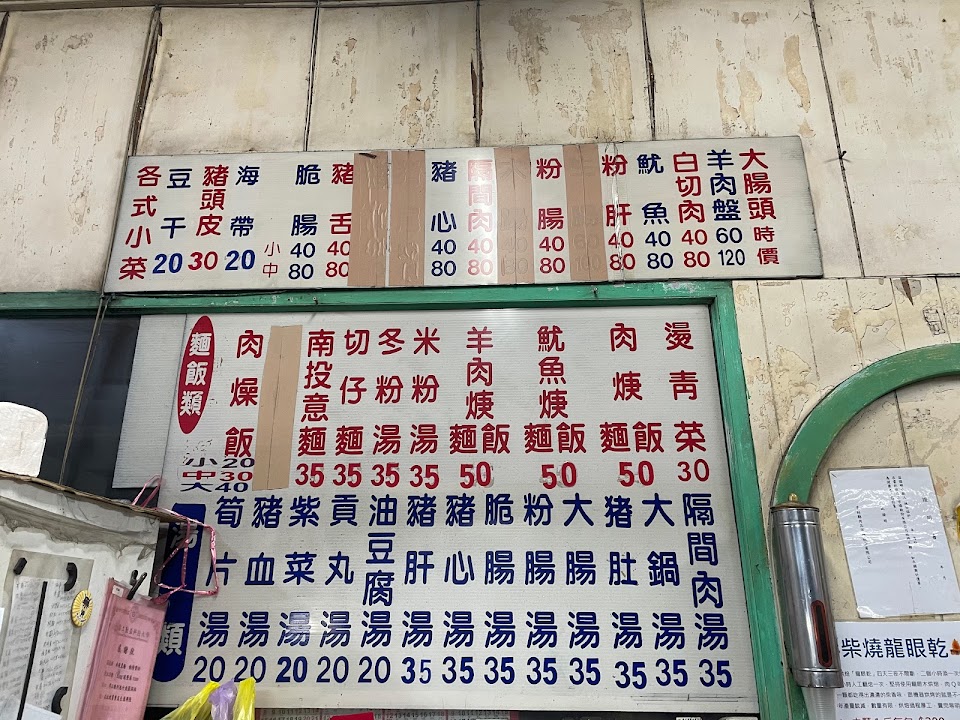 各式小菜
豆干 20
豬頭皮 30
海帶 20
小 中
脆腸 40 80
豬舌 40 80
豬心 40 80
隔間肉 40 80
粉腸 40 80
粉肝 40 80
魷魚 40 80
白切肉 40 80
羊肉盤 60 120
大腸頭 時價
麵飯類
肉燥飯 小20 中30 大40
南投意麵 35
切仔麵 35
冬粉湯 35
米粉湯 35
羊肉焿麵飯 50
魷魚焿麵飯 50
肉焿麵飯 50
燙青菜 30
湯類
筍片湯 20
豬血湯 20
紫菜湯 20
貢丸湯 20
油豆腐湯 20
豬肝湯 35
豬心湯 35
脆腸湯 35
粉腸湯 35
大腸湯 35
猪肚湯 35
大鍋湯 35
隔間肉湯 35
柴燒龍眼乾